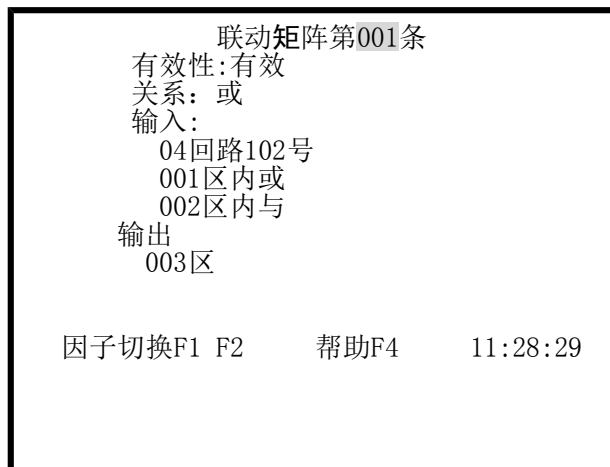 联动矩阵第001条
有效性:有效
关系：或
输入:
04回路102号
001区内或
002区内与
输出
003区
因子切换F1 F2 帮助F4 11:28:29